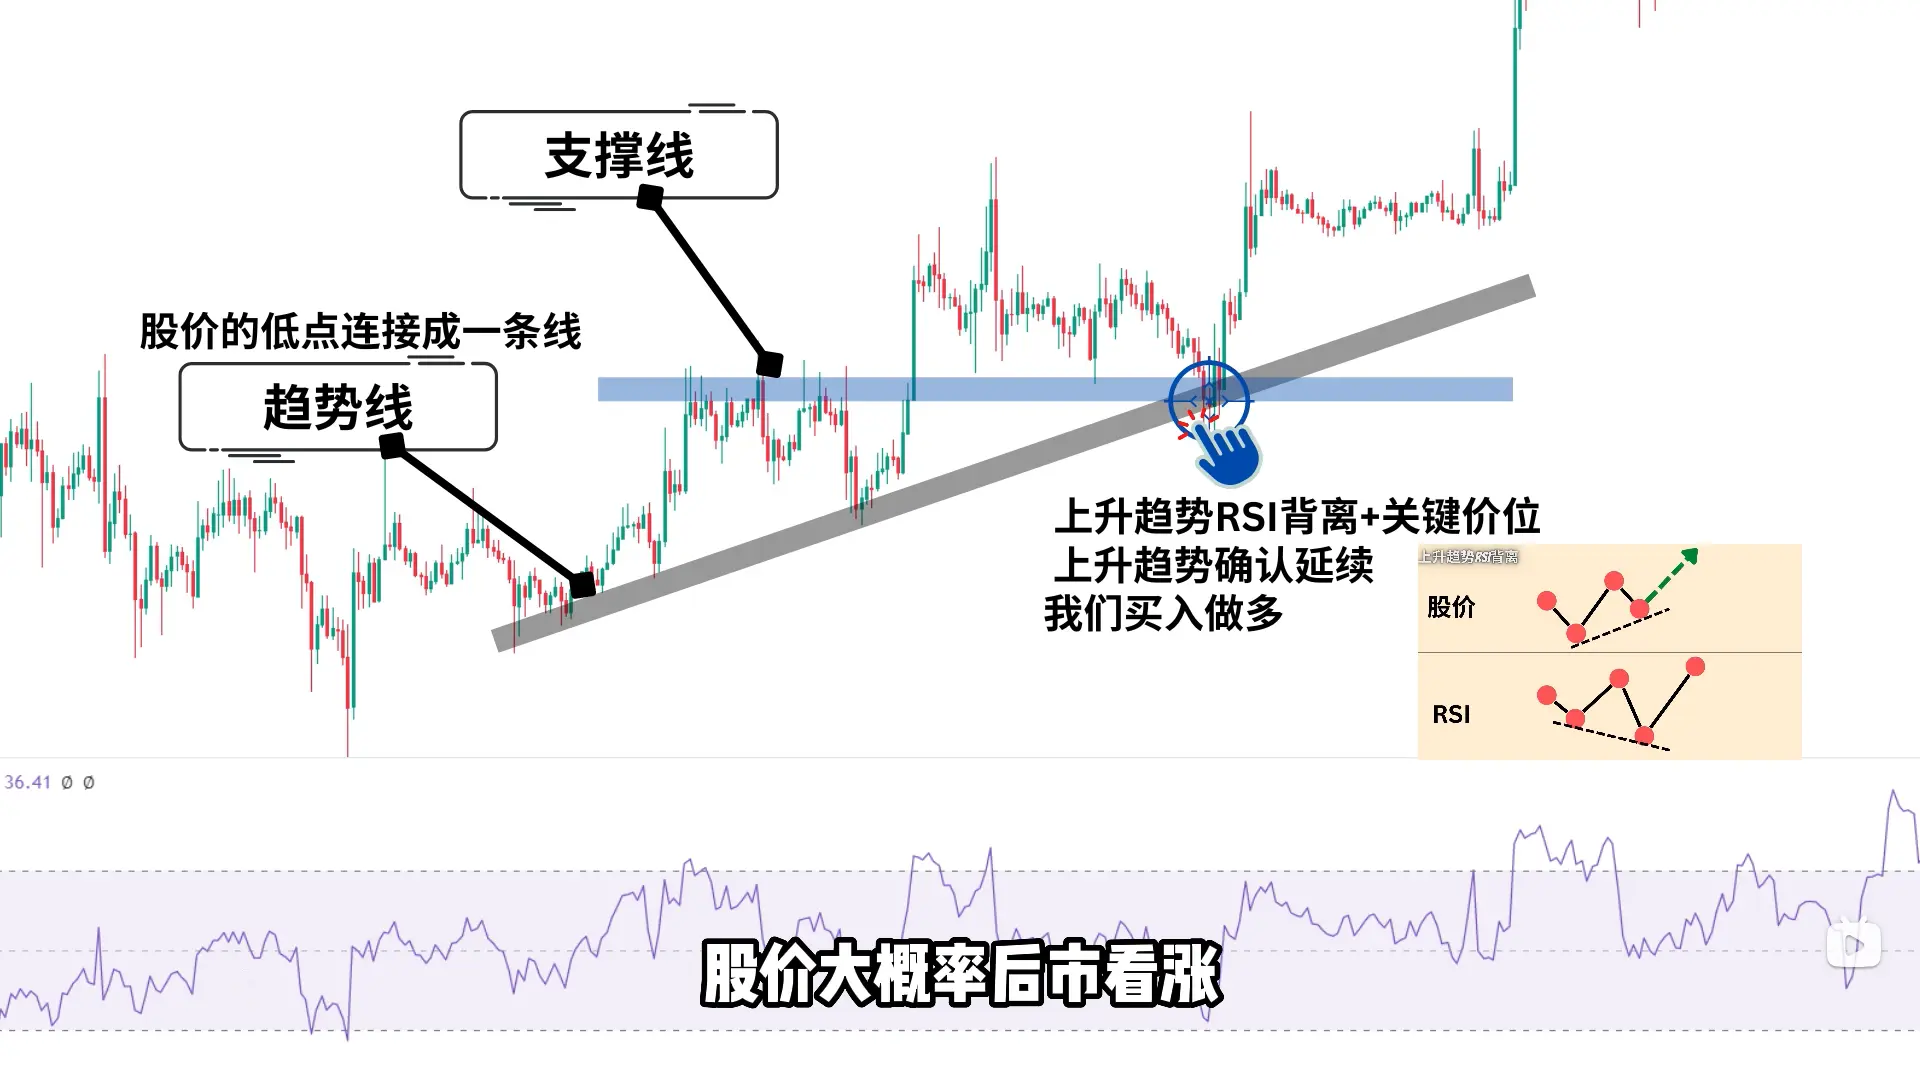 支撑线
股价的低点连接成一条线
趋势线
上升趋势RSI背离+关键价位
上升趋势确认延续
我们买入做多
上升趋势RSI背离
股价
RSI
36.41 Ø Ø
股价大概率后市看涨